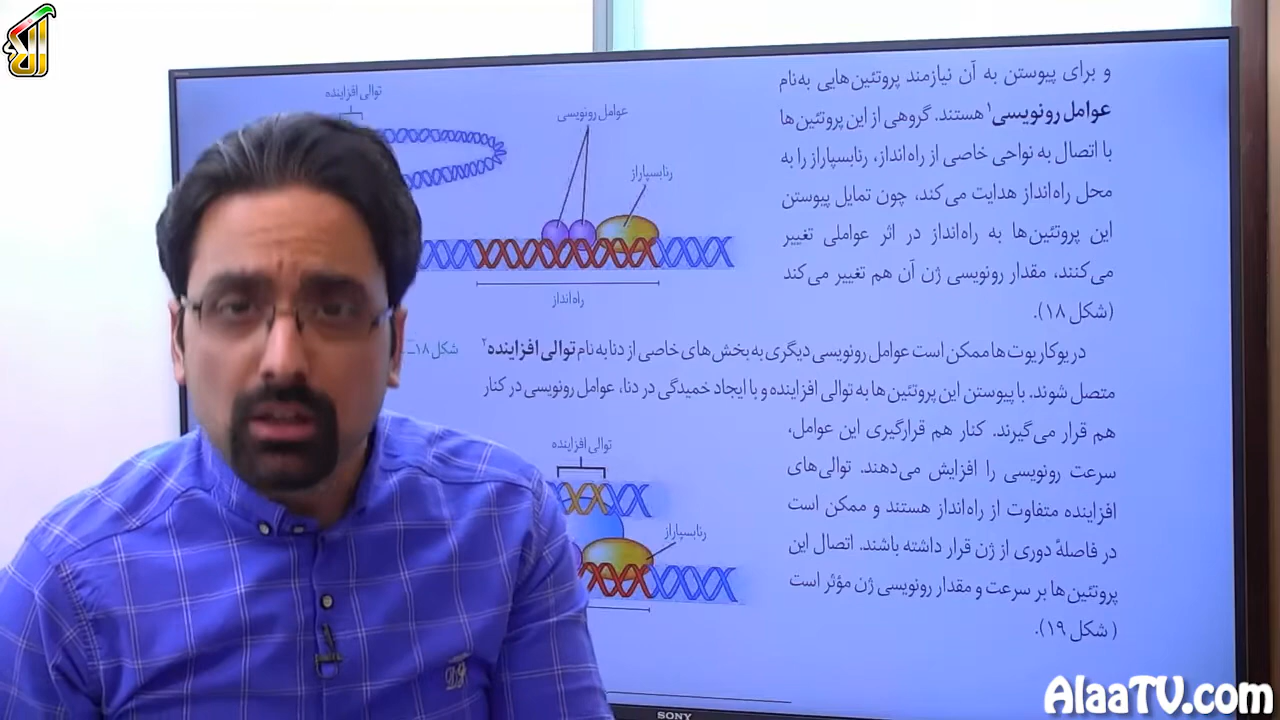 آلاء
و برای پیوستن به آن نیازمند پروتئین‌هایی به‌نام
عوامل رونویسی۱ هستند. گروهی از این پروتئین‌ها
با اتصال به نواحی خاصی از راه‌انداز، رنابسپاراز را به
محل راه‌انداز هدایت می‌کند، چون تمایل پیوستن
این پروتئین‌ها به راه‌انداز در اثر عواملی تغییر
می‌کنند، مقدار رونویسی ژن آن هم تغییر می‌کند
(شکل ۱۸).
توالی افزاینده
عوامل رونویسی
رنابسپاراز
راه‌انداز
شکل ۱۸ــ
در یوکاریوت‌ها ممکن است عوامل رونویسی دیگری به بخش‌های خاصی از دنا به نام توالی افزاینده۲
متصل شوند. با پیوستن این پروتئین‌ها به توالی افزاینده و با ایجاد خمیدگی در دنا، عوامل رونویسی در کنار
هم قرار می‌گیرند. کنار هم قرارگیری این عوامل،
سرعت رونویسی را افزایش می‌دهند. توالی‌های
افزاینده متفاوت از راه‌انداز هستند و ممکن است
در فاصلهٔ دوری از ژن قرار داشته باشند. اتصال این
پروتئین‌ها بر سرعت و مقدار رونویسی ژن مؤثر است
( شکل ۱۹).
توالی افزاینده
رنابسپاراز
SONY
AlaaTV.com